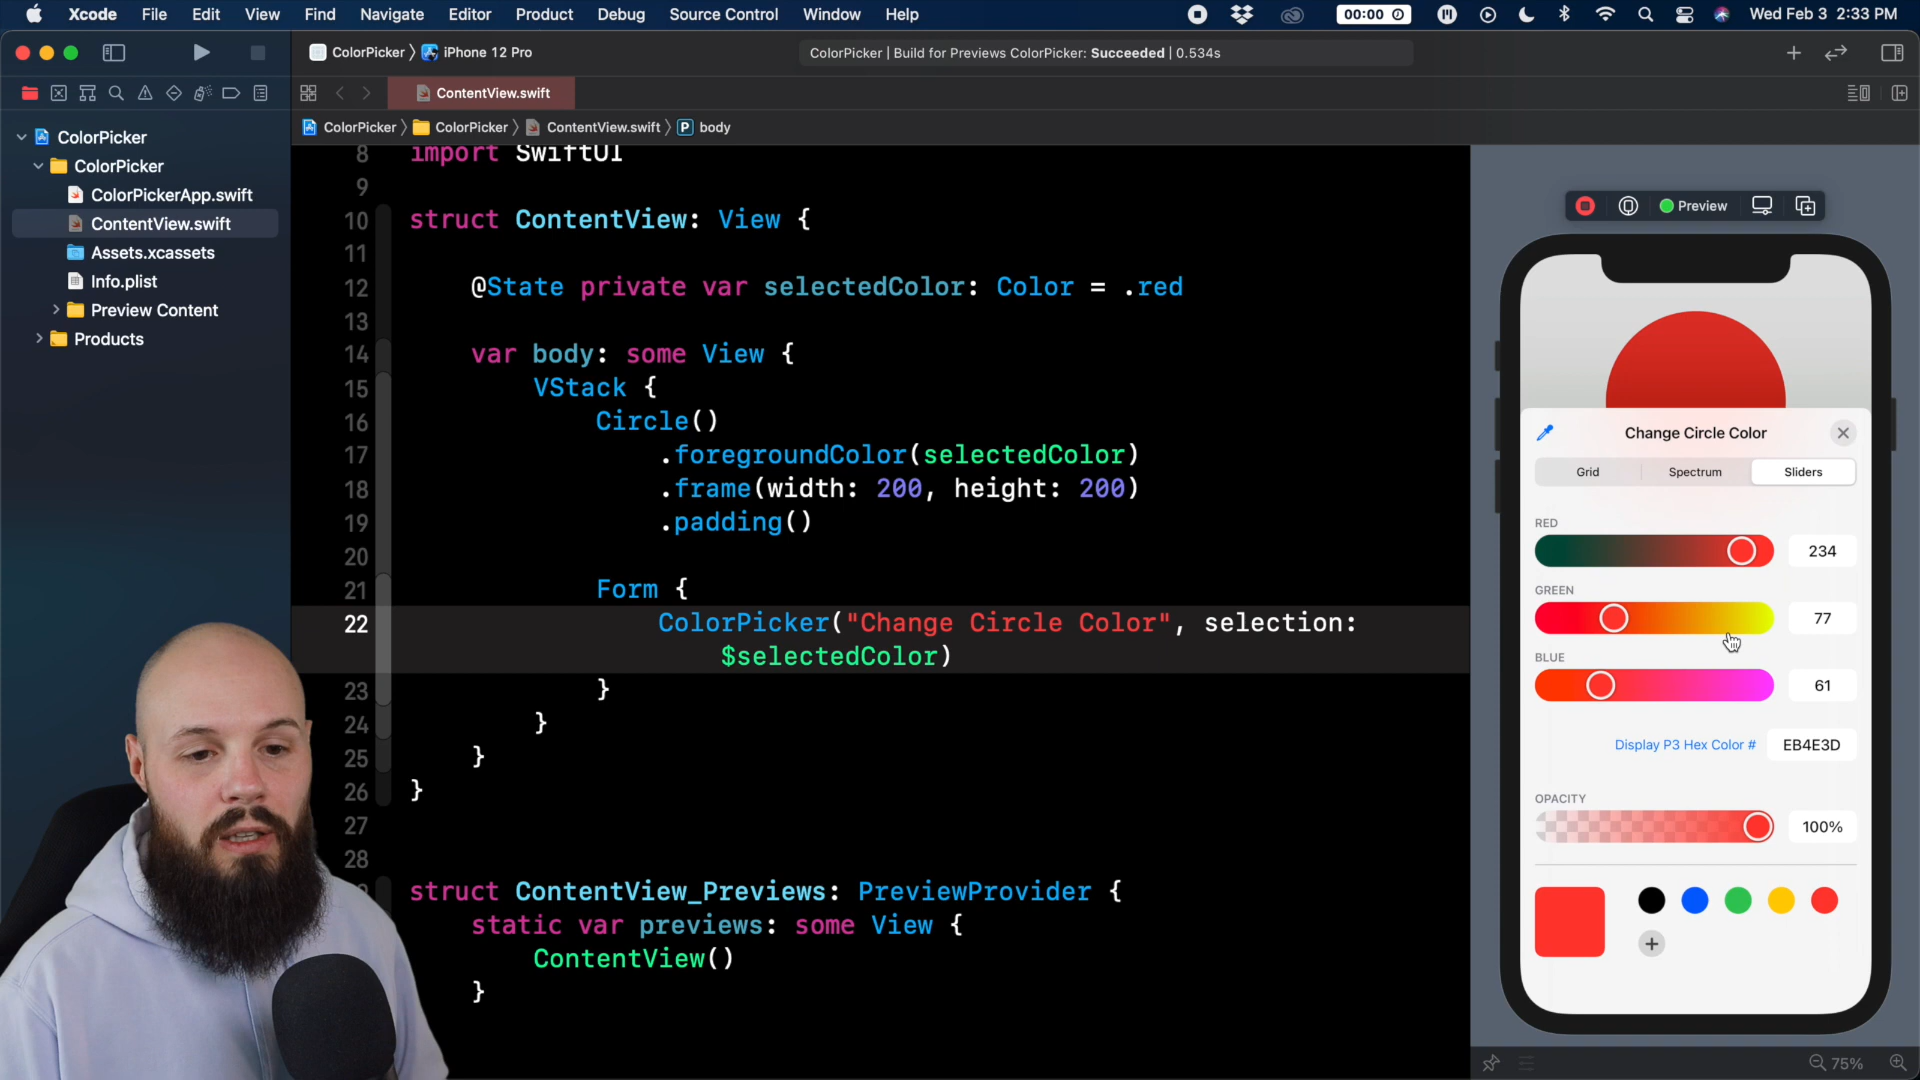 Xcode File Edit View Find Navigate Editor Product Debug Source Control Window Help 00:00 Wed Feb 3 2:33 PM
ColorPicker 〉 iPhone 12 Pro
ColorPicker | Build for Previews ColorPicker: Succeeded | 0.534s
ContentView.swift
ColorPicker 〉 ColorPicker 〉 ContentView.swift 〉 P body
ColorPicker
ColorPicker
ColorPickerApp.swift
ContentView.swift
Assets.xcassets
Info.plist
Preview Content
Products
8 import SwiftUI
9
10 struct ContentView: View {
11
12 @State private var selectedColor: Color = .red
13
14 var body: some View {
15 VStack {
16 Circle()
17 .foregroundColor(selectedColor)
18 .frame(width: 200, height: 200)
19 .padding()
20
21 Form {
22 ColorPicker("Change Circle Color", selection:
$selectedColor)
23 }
24 }
25 }
26 }
27
28
struct ContentView_Previews: PreviewProvider {
static var previews: some View {
ContentView()
}
Preview
Change Circle Color
Grid Spectrum Sliders
RED
234
GREEN
77
BLUE
61
Display P3 Hex Color # EB4E3D
OPACITY
100%
75%